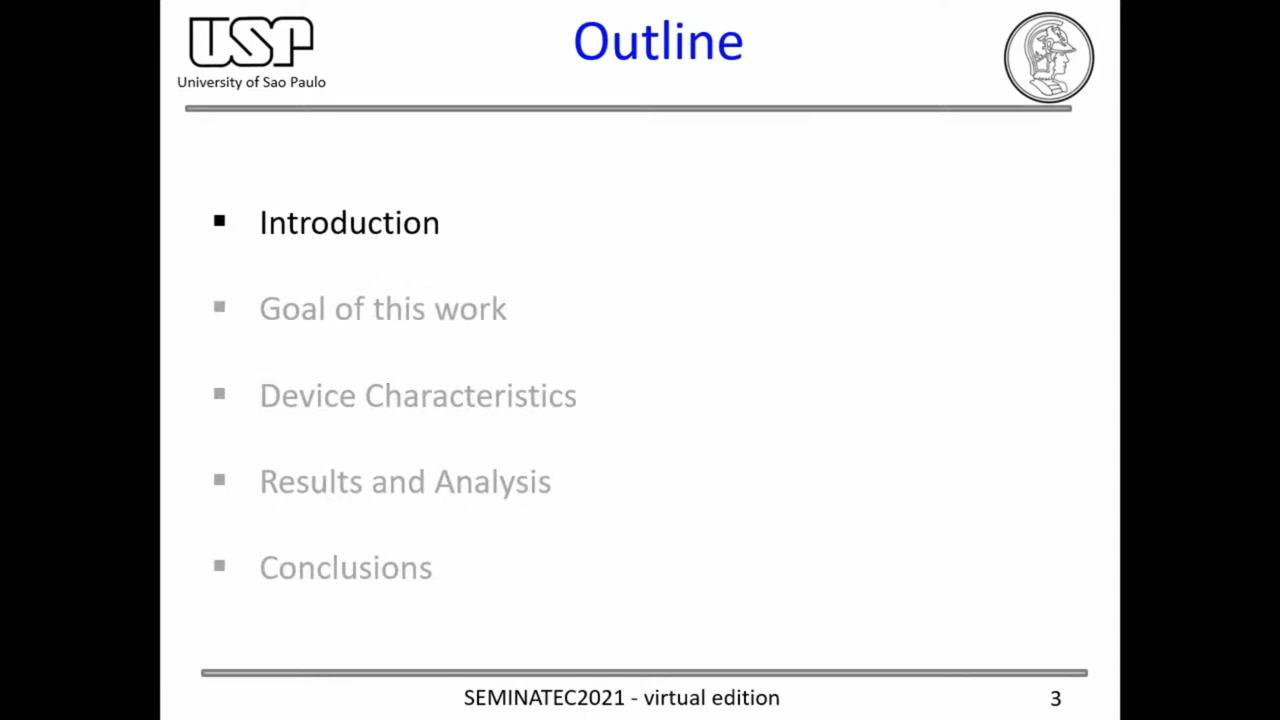 USP
University of Sao Paulo
Outline
▪ Introduction
▪ Goal of this work
▪ Device Characteristics
▪ Results and Analysis
▪ Conclusions
SEMINATEC2021 - virtual edition
3